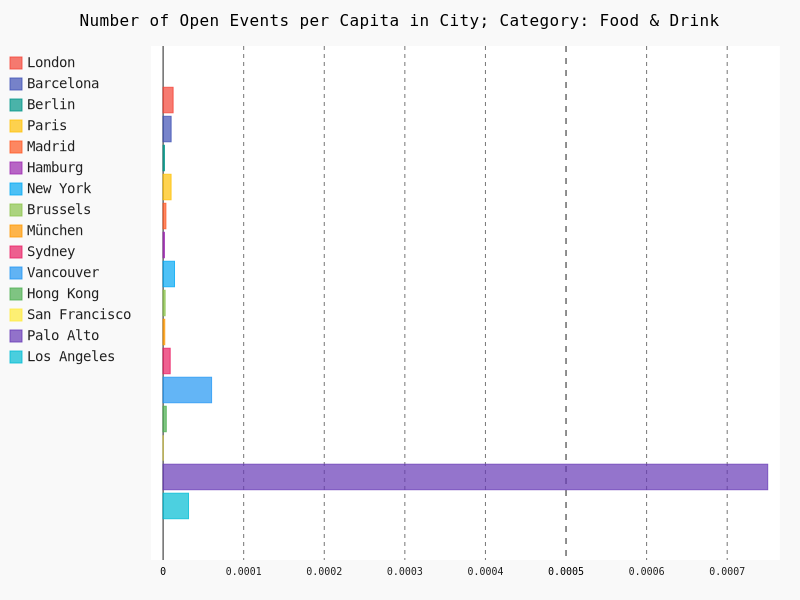 Number of Open Events per Capita in City; Category: Food & Drink
London
Barcelona
Berlin
Paris
Madrid
Hamburg
New York
Brussels
München
Sydney
Vancouver
Hong Kong
San Francisco
Palo Alto
Los Angeles
0 0.0001 0.0002 0.0003 0.0004 0.0005 0.0006 0.0007